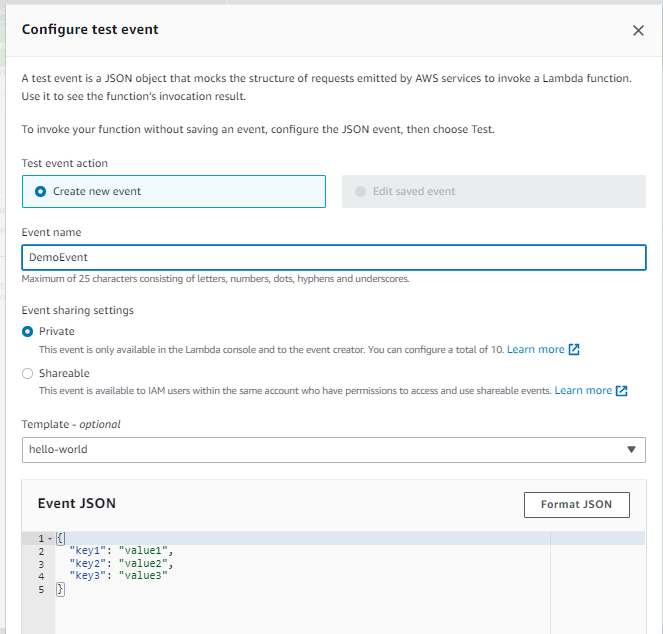 Configure test event
A test event is a JSON object that mocks the structure of requests emitted by AWS services to invoke a Lambda function.
Use it to see the function's invocation result.
To invoke your function without saving an event, configure the JSON event, then choose Test.
Test event action
Create new event
Edit saved event
Event name
DemoEvent
Maximum of 25 characters consisting of letters, numbers, dots, hyphens and underscores.
Event sharing settings
Private
This event is only available in the Lambda console and to the event creator. You can configure a total of 10. Learn more
Shareable
This event is available to IAM users within the same account who have permissions to access and use shareable events. Learn more
Template - optional
hello-world
Event JSON
Format JSON
1 {
2 "key1": "value1",
3 "key2": "value2",
4 "key3": "value3"
5 }